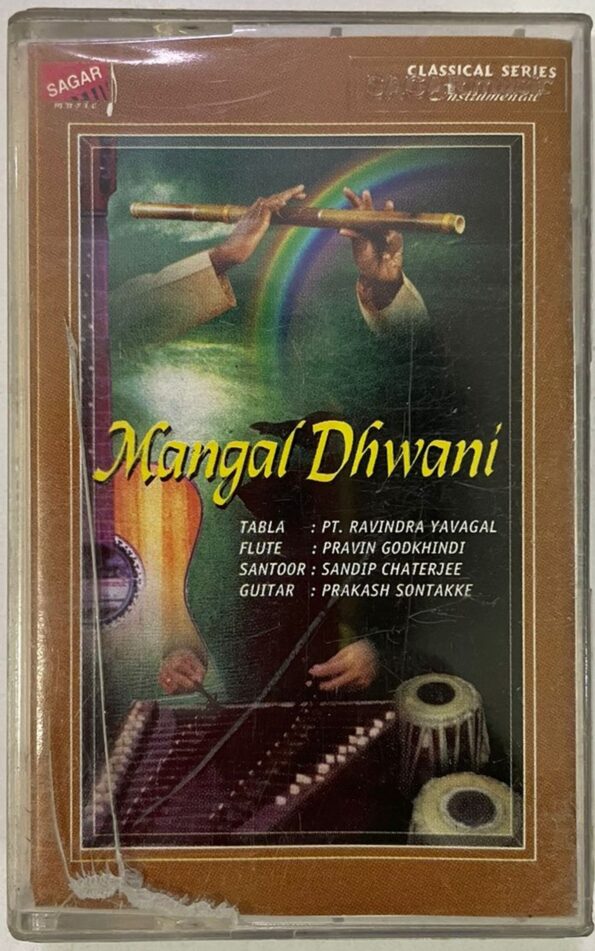 SAGAR
music
CLASSICAL SERIES
Instrumental
Mangal Dhwani
TABLA : PT. RAVINDRA YAVAGAL
FLUTE : PRAVIN GODKHINDI
SANTOOR : SANDIP CHATERJEE
GUITAR : PRAKASH SONTAKKE